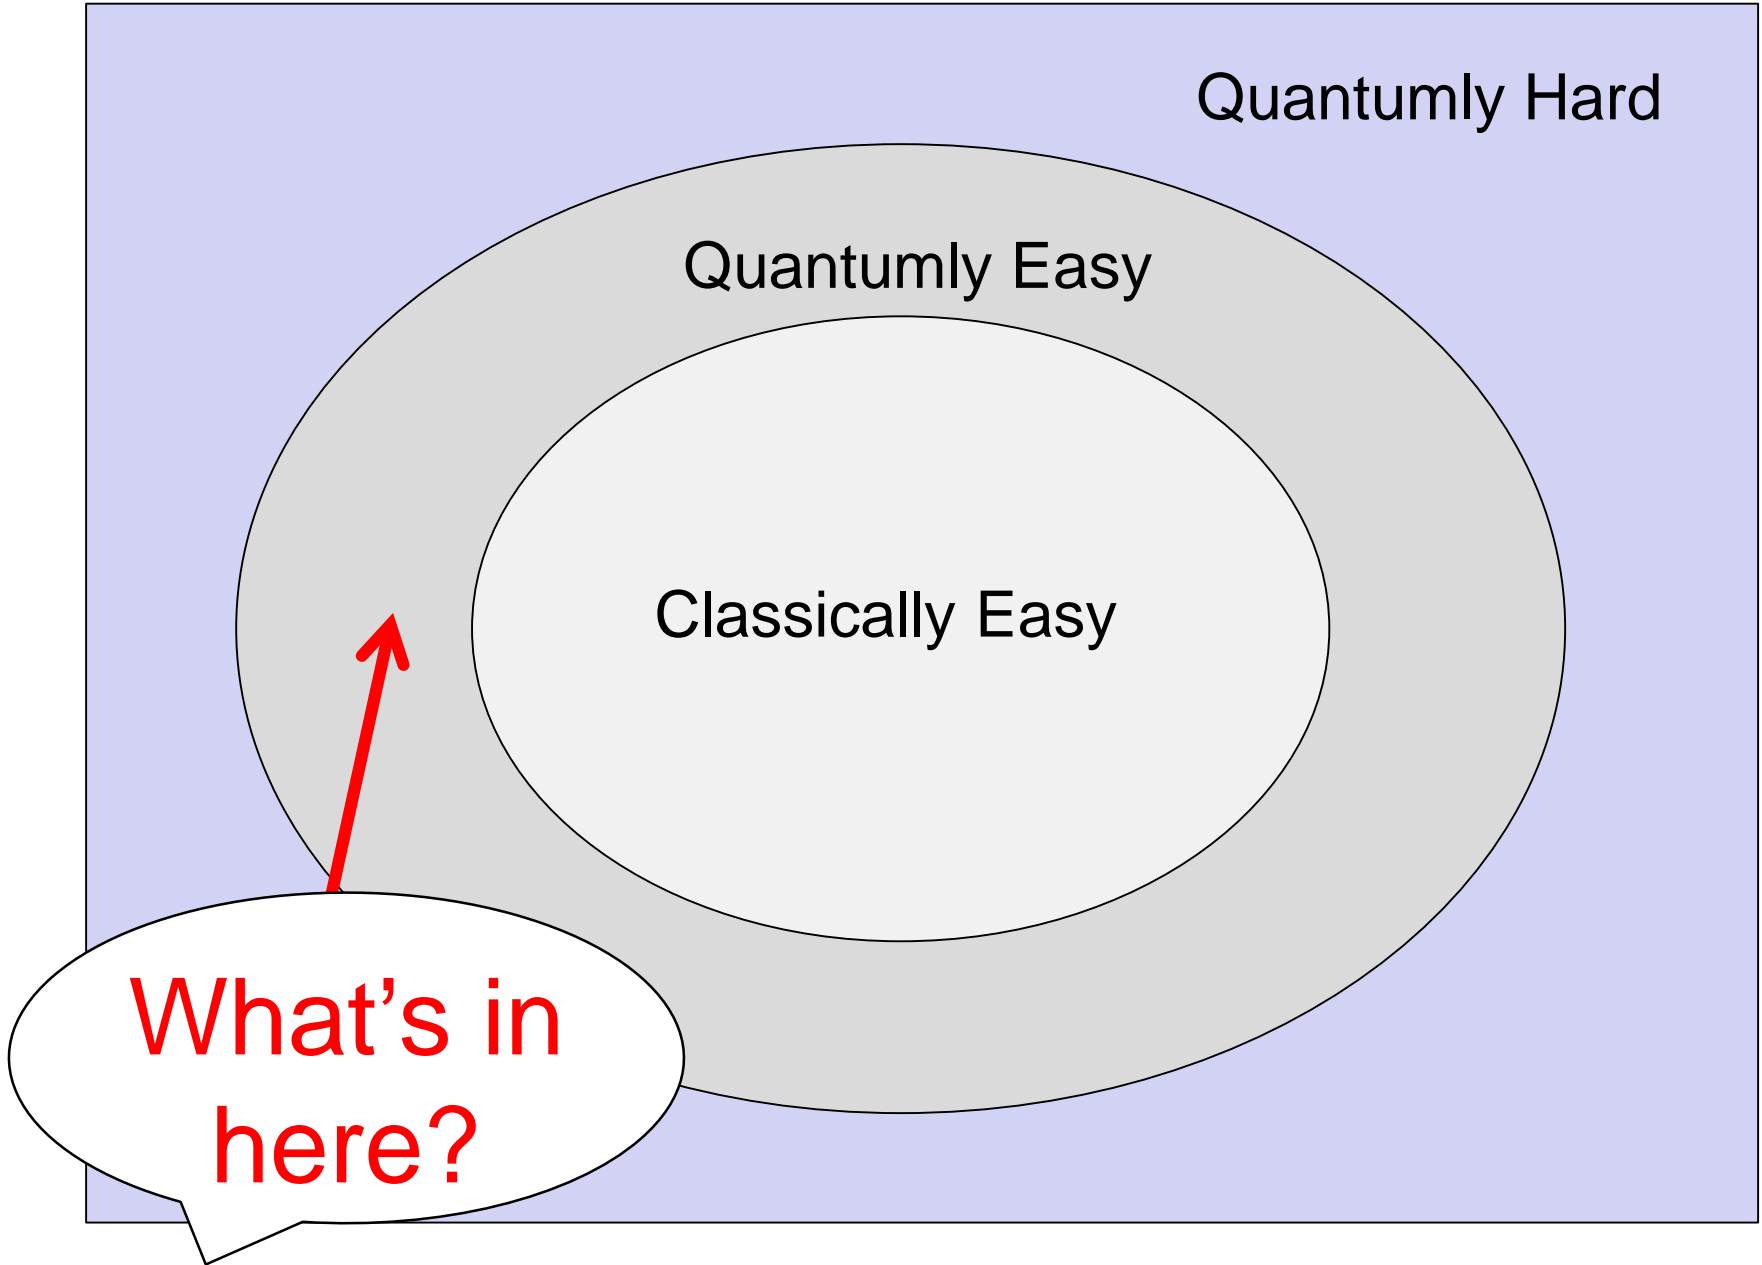 Quantumly Hard
Quantumly Easy
Classically Easy
What’s in
here?